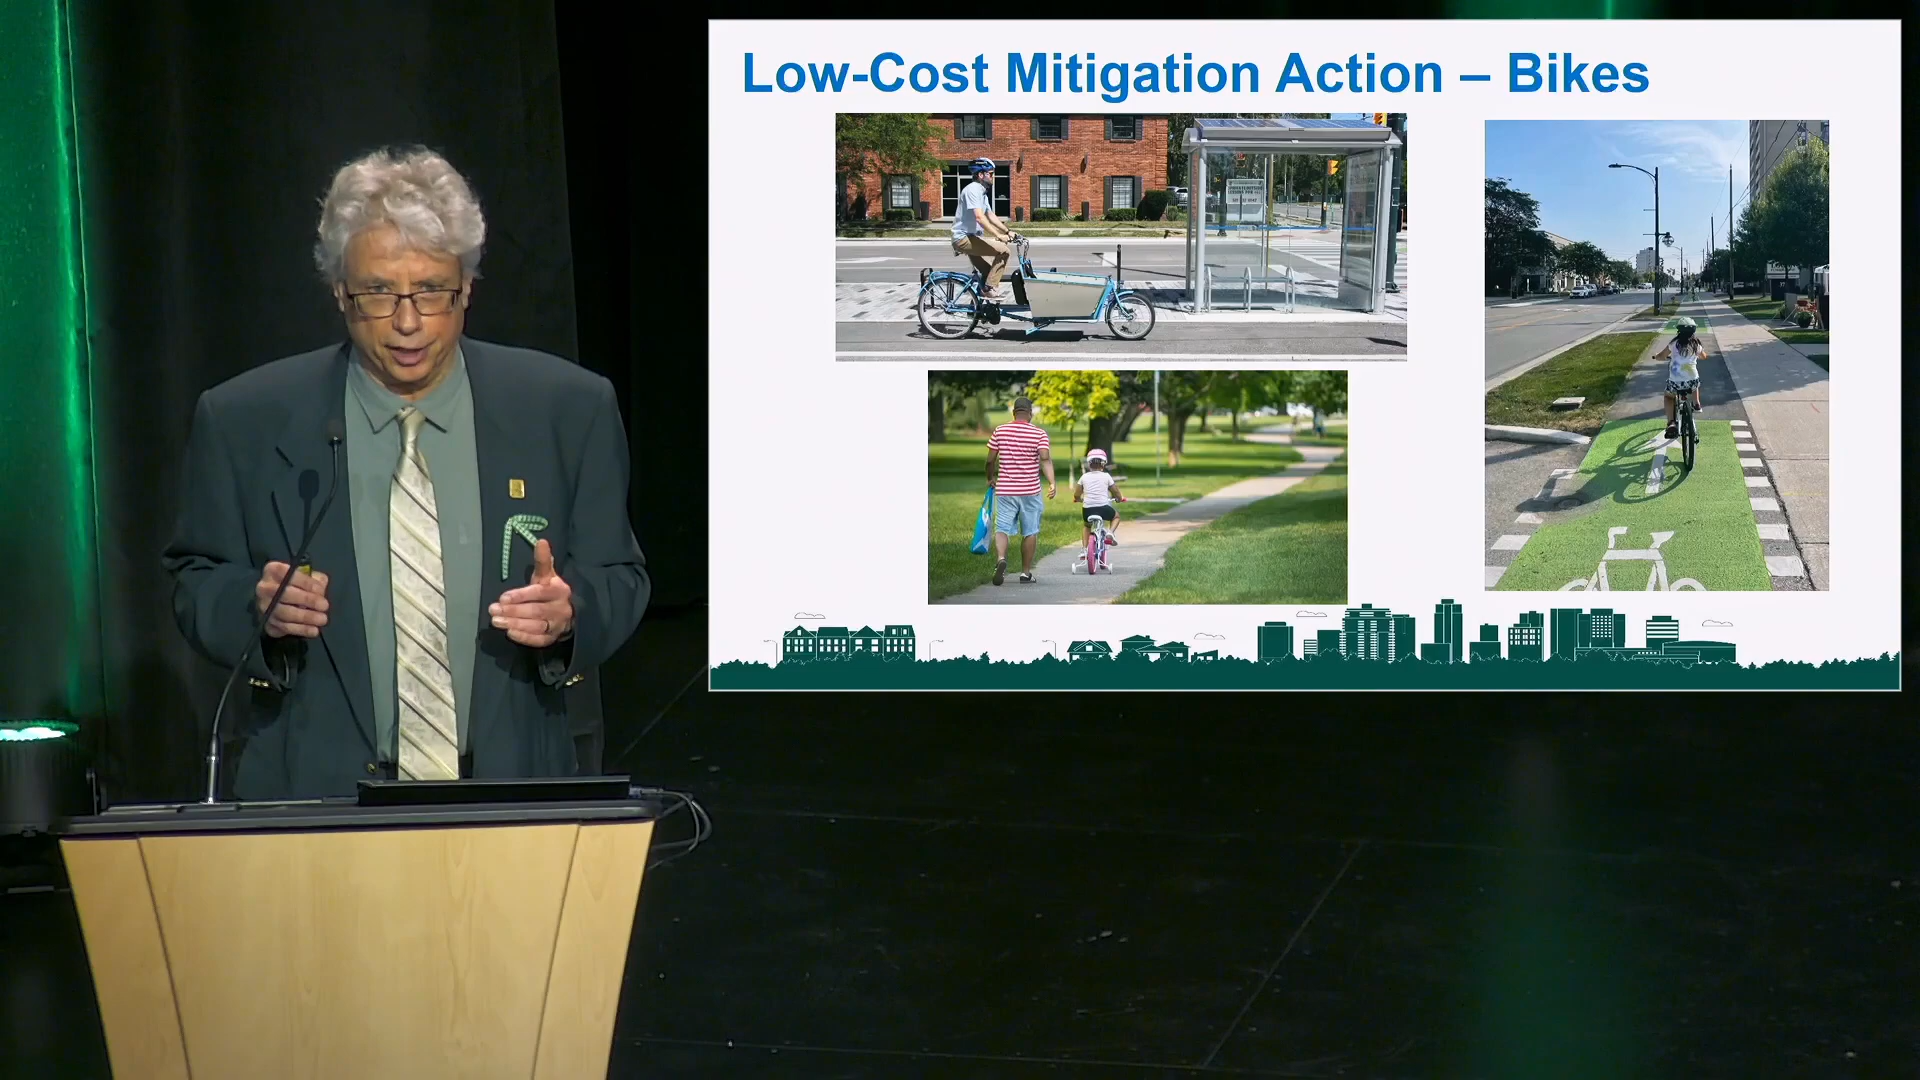 Low-Cost Mitigation Action – Bikes